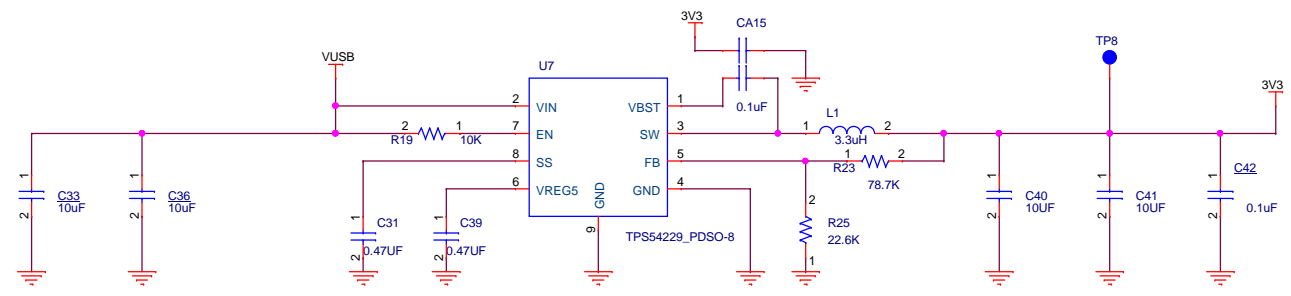 3V3
CA15
TP8
VUSB
U7
3V3
2
VIN
VBST
1
0.1uF
L1
2
1
7
EN
SW
3
1
2
R19
10K
3.3uH
8
SS
FB
5
1
2
R23
78.7K
6
VREG5
GND
GND
4
1
C33
10uF
2
1
C36
10uF
2
1
C31
0.47UF
2
1
C39
0.47UF
2
9
TPS54229_PDSO-8
2
R25
22.6K
1
1
C40
10UF
2
1
C41
10UF
2
1
C42
0.1uF
2